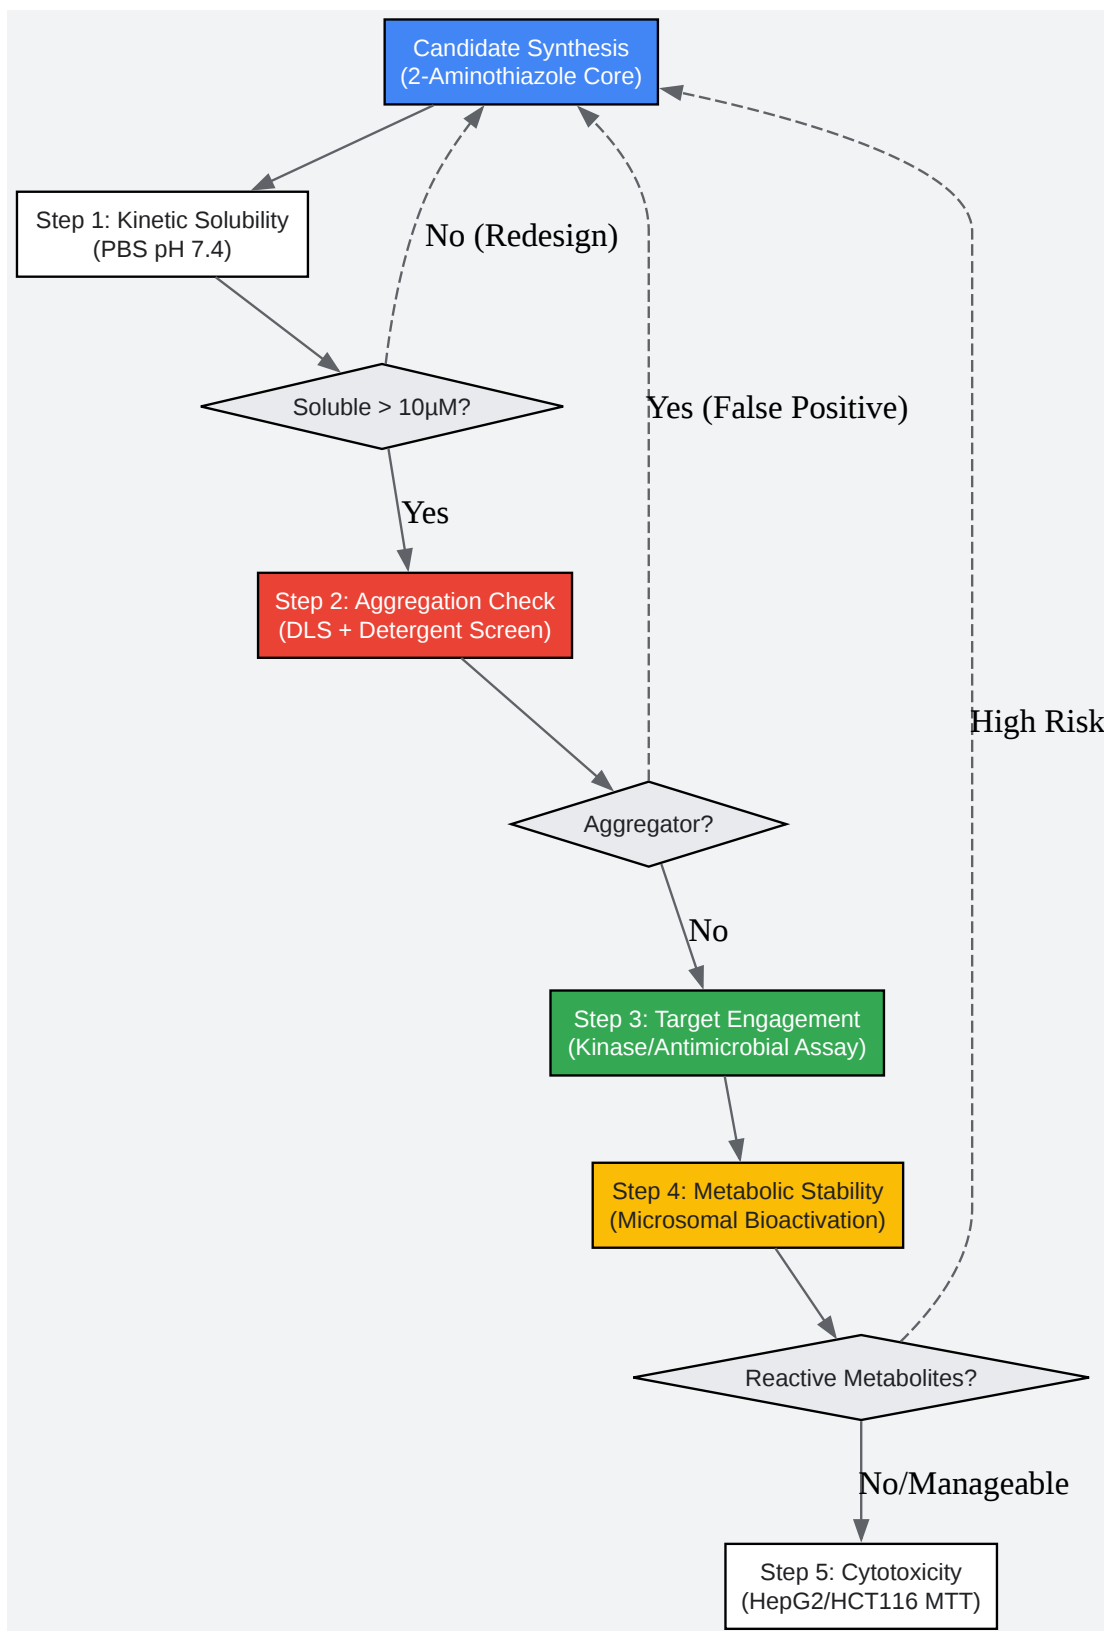 Candidate Synthesis
(2-Aminothiazole Core)
Step 1: Kinetic Solubility
(PBS pH 7.4)
No (Redesign)
Soluble > 10µM?
Yes (False Positive)
Yes
Step 2: Aggregation Check
(DLS + Detergent Screen)
High Risk
Aggregator?
No
Step 3: Target Engagement
(Kinase/Antimicrobial Assay)
Step 4: Metabolic Stability
(Microsomal Bioactivation)
Reactive Metabolites?
No/Manageable
Step 5: Cytotoxicity
(HepG2/HCT116 MTT)